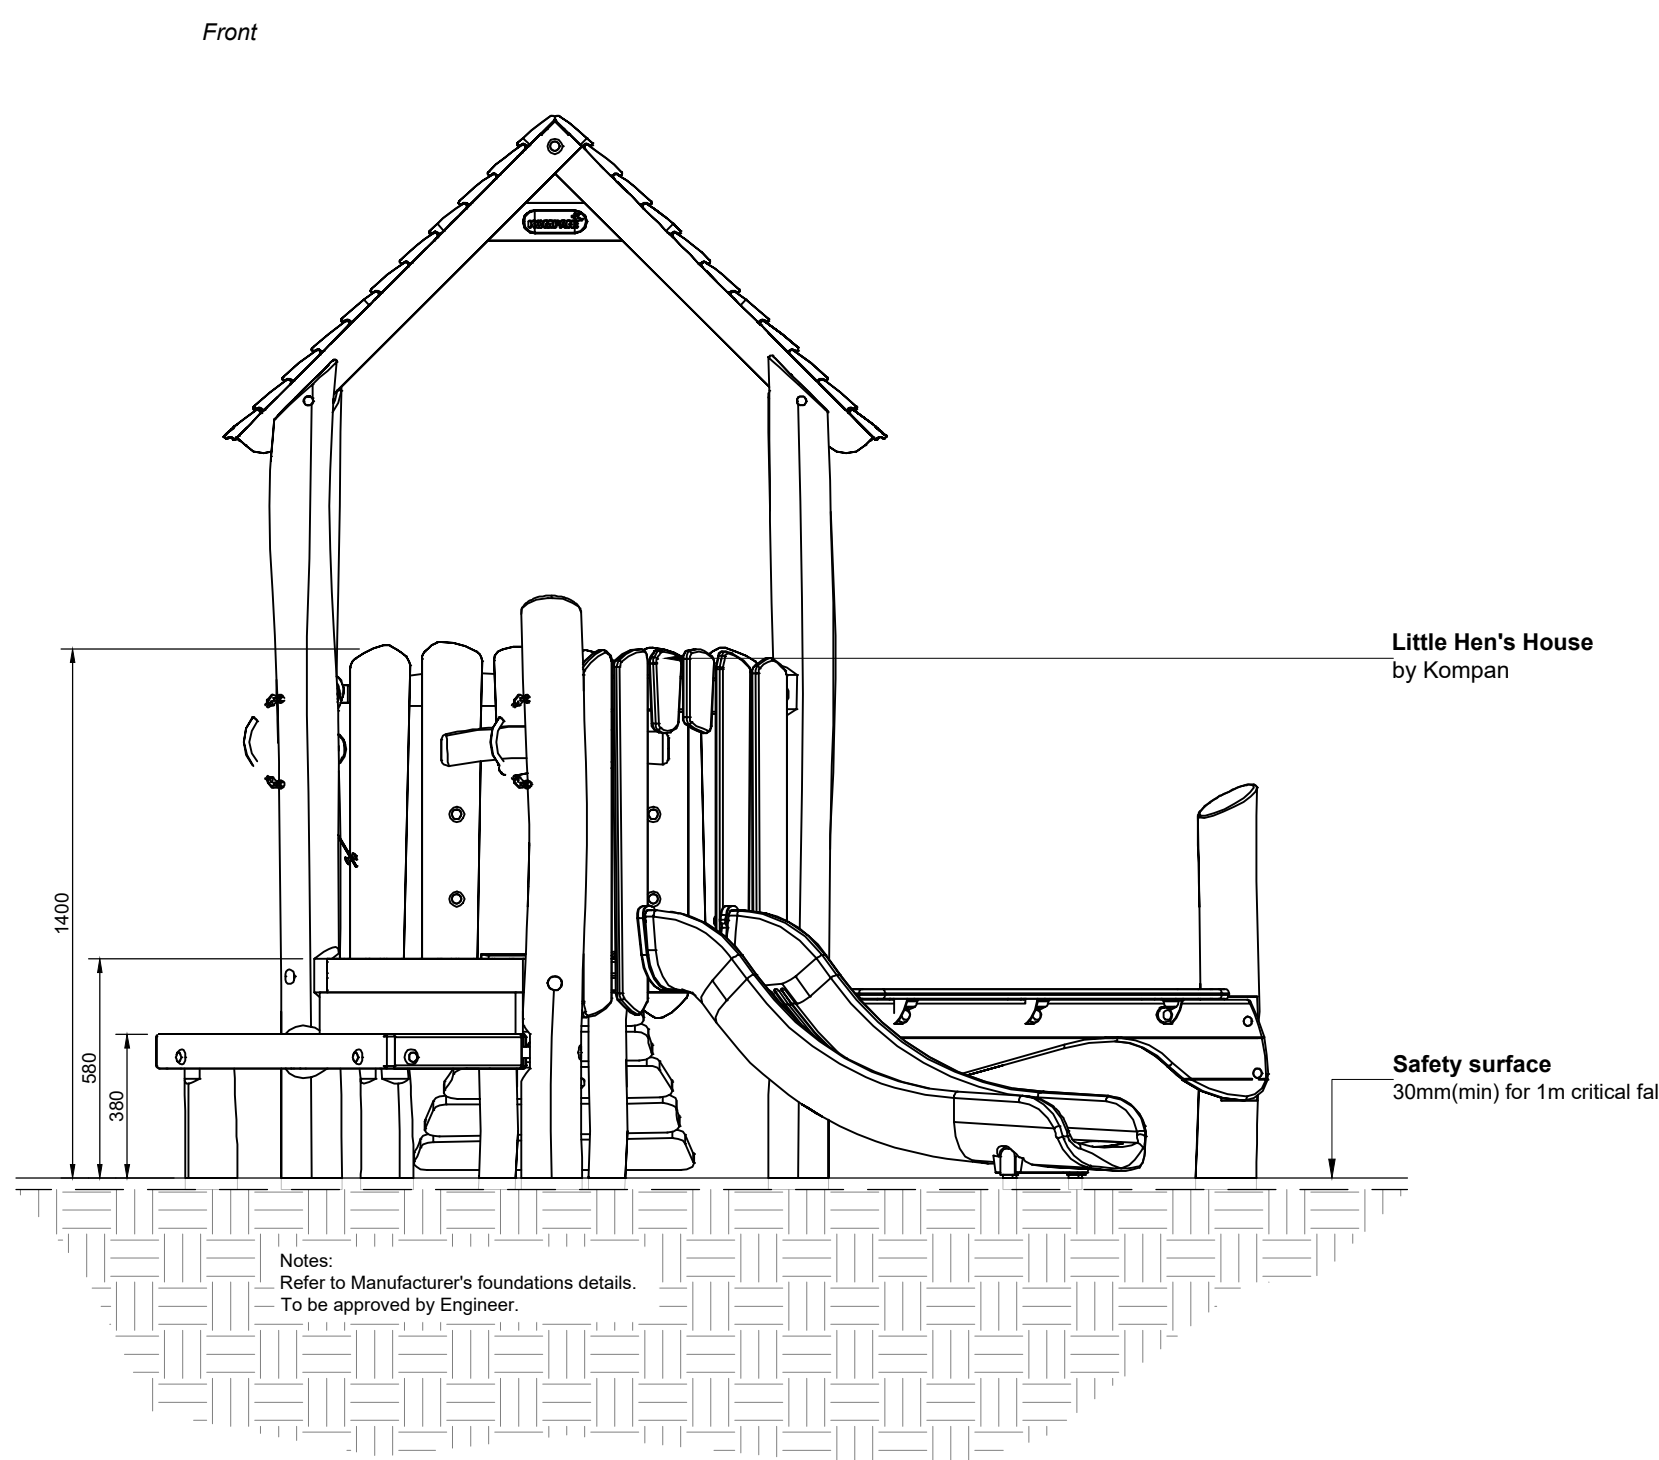 Front
KOMPAN
Little Hen's House
by Kompan
1400
580
380
Safety surface
30mm(min) for 1m critical fal
Notes:
Refer to Manufacturer's foundations details.
To be approved by Engineer.